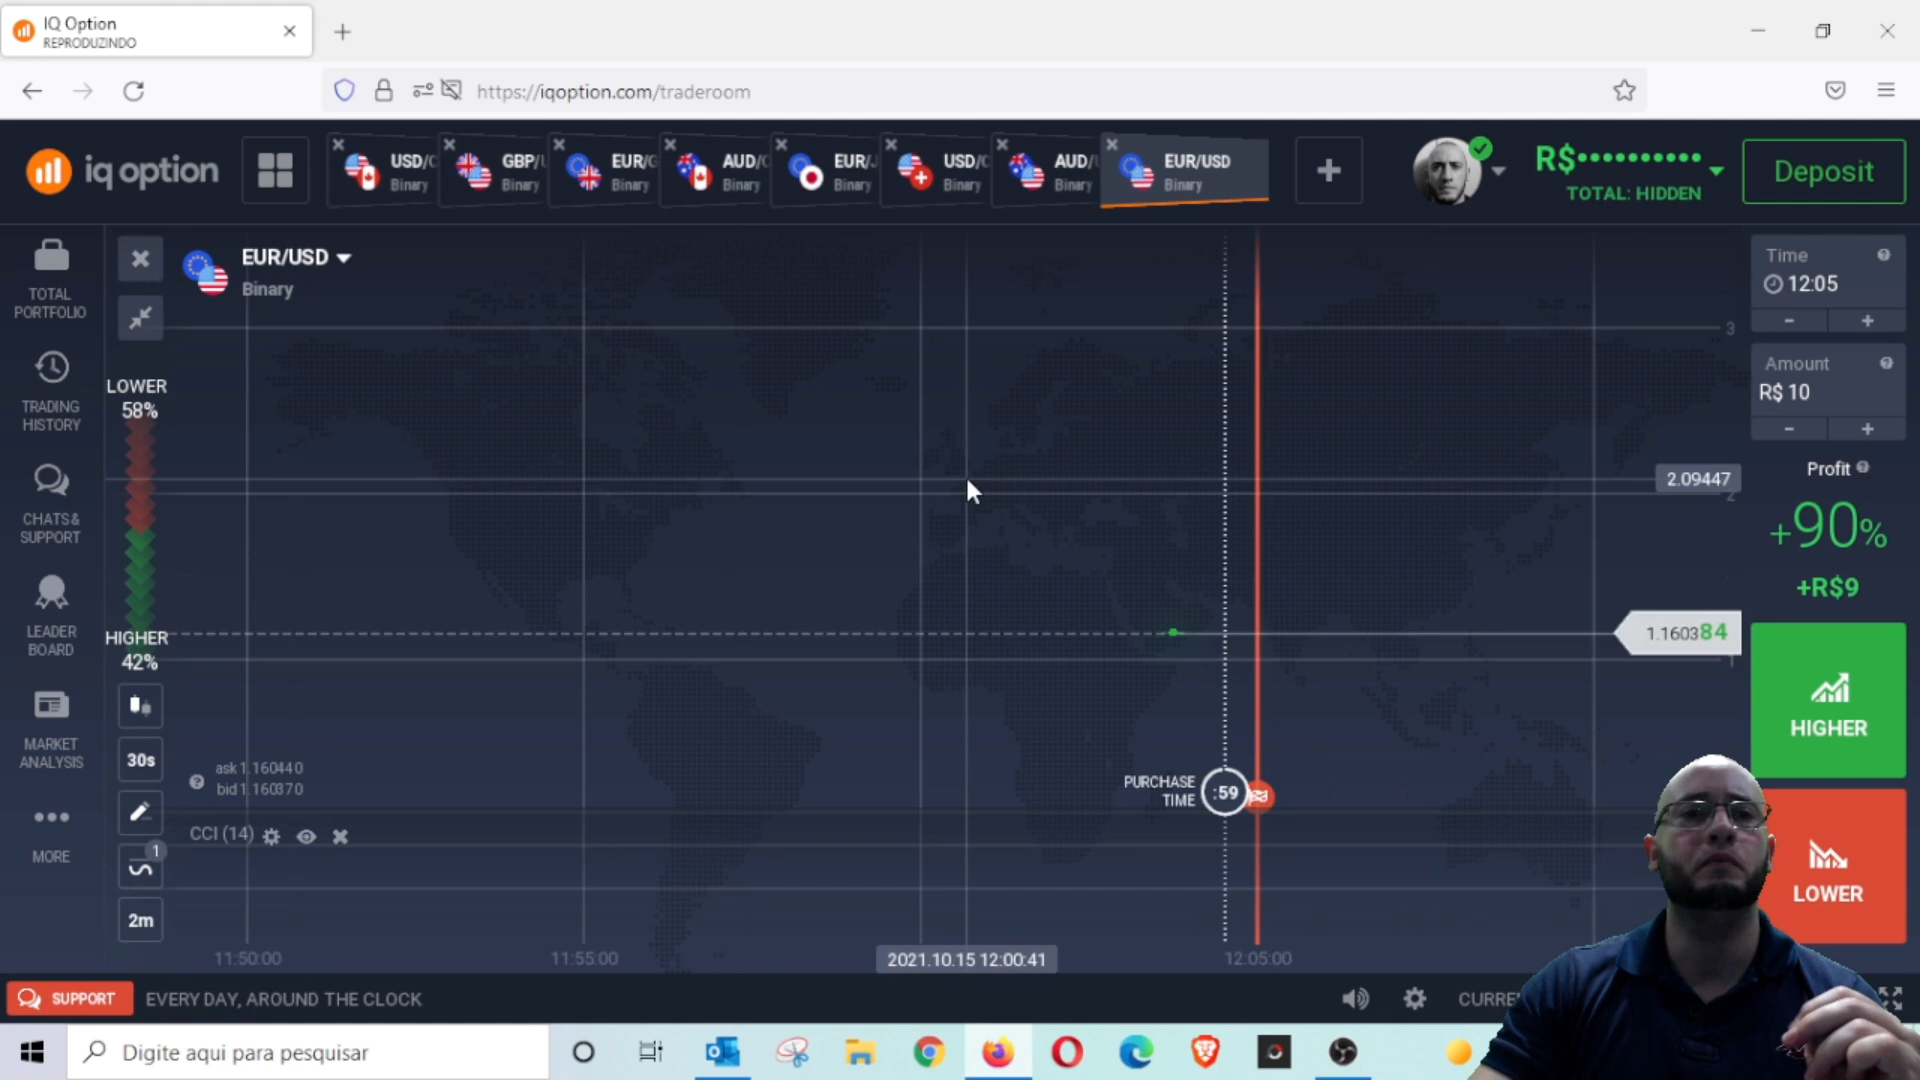 IQ Option
REPRODUZINDO
https://iqoption.com/traderoom
iq option
USD/C
Binary
GBP/U
Binary
EUR/G
Binary
AUD/C
Binary
EUR/J
Binary
USD/C
Binary
AUD/U
Binary
EUR/USD
Binary
R$••••••••••
TOTAL: HIDDEN
Deposit
TOTAL
PORTFOLIO
TRADING
HISTORY
CHATS &
SUPPORT
LEADER
BOARD
MARKET
ANALYSIS
MORE
EUR/USD
Binary
LOWER
58%
HIGHER
42%
30s
1
2m
ask 1.160440
bid 1.160370
CCI (14)
3
2.09447
2
1.160384
1
PURCHASE
TIME
:59
11:50:00
11:55:00
2021.10.15 12:00:41
12:05:00
Time
12:05
- +
Amount
R$ 10
- +
Profit
+90%
+R$9
HIGHER
LOWER
SUPPORT
EVERY DAY, AROUND THE CLOCK
Digite aqui para pesquisar